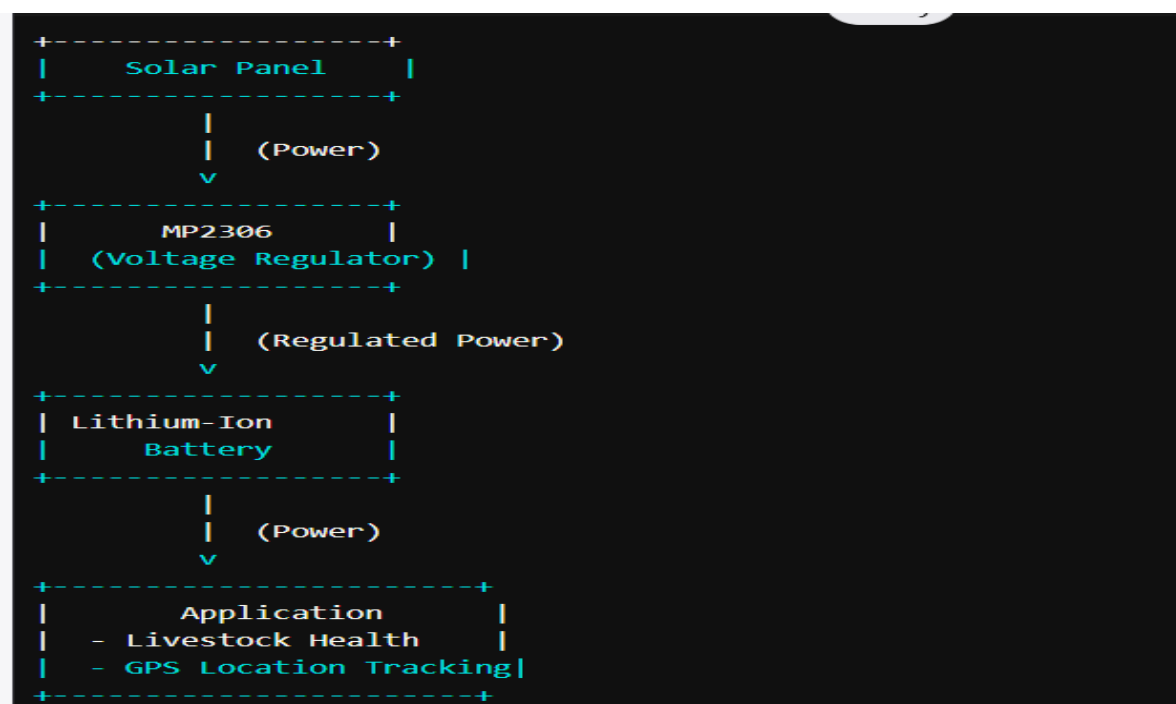 Solar Panel
(Power)
MP2306
(Voltage Regulator)
(Regulated Power)
Lithium-Ion
Battery
(Power)
Application
- Livestock Health
- GPS Location Tracking